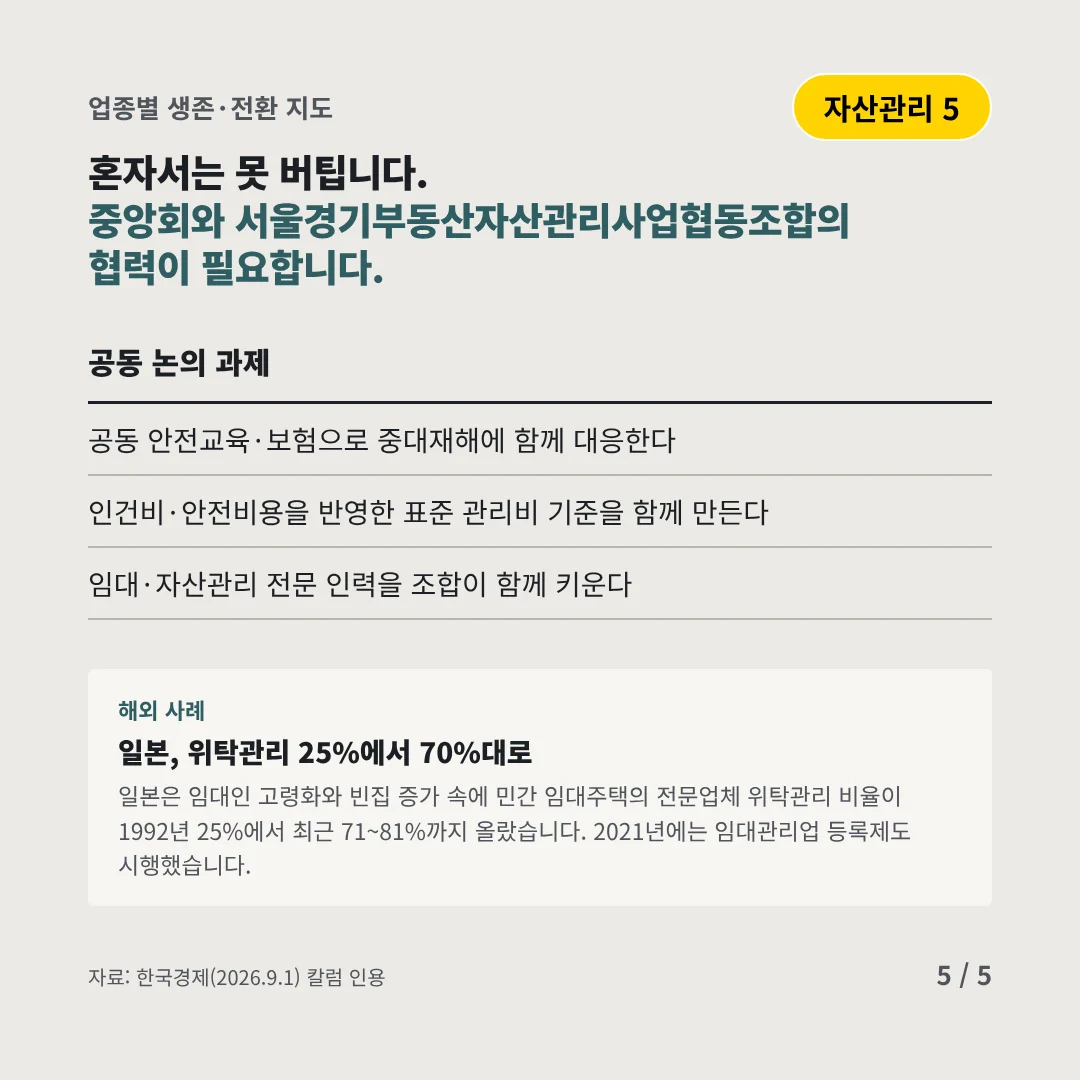 업종별 생존·전환 지도
자산관리 5
혼자서는 못 버팁니다.
중앙회와 서울경기부동산자산관리사업협동조합의
협력이 필요합니다.
공동 논의 과제
공동 안전교육·보험으로 중대재해에 함께 대응한다
인건비·안전비용을 반영한 표준 관리비 기준을 함께 만든다
임대·자산관리 전문 인력을 조합이 함께 키운다
해외 사례
일본, 위탁관리 25%에서 70%대로
일본은 임대인 고령화와 빈집 증가 속에 민간 임대주택의 전문업체 위탁관리 비율이
1992년 25%에서 최근 71~81%까지 올랐습니다. 2021년에는 임대관리업 등록제도
시행했습니다.
자료: 한국경제(2026.9.1) 칼럼 인용
5 / 5